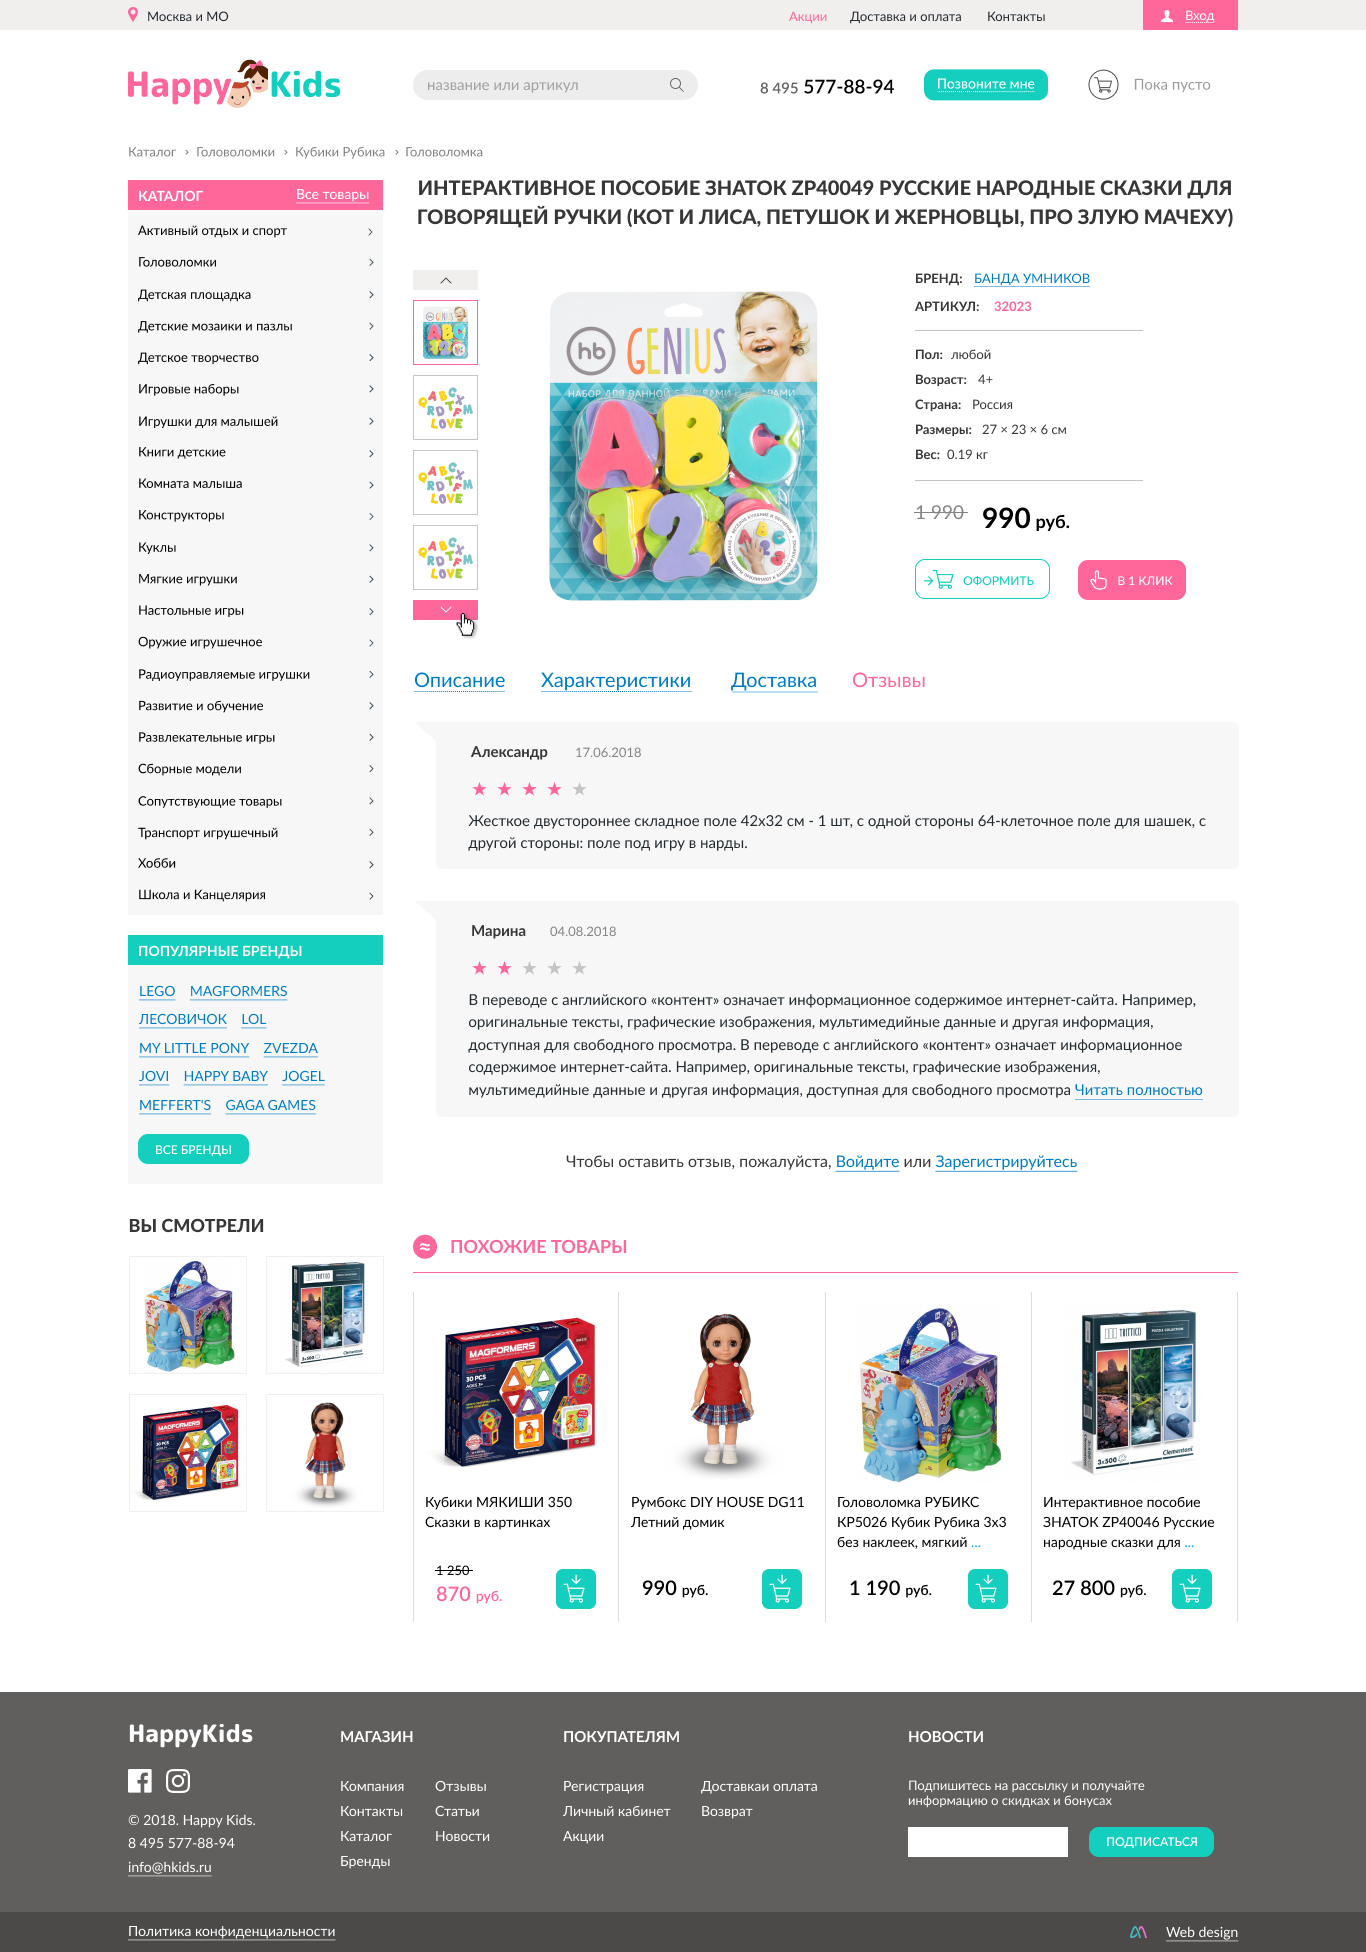 Москва и МО
Акции Доставка и оплата Контакты
Вход
HappyKids
название или артикул
8 495 577-88-94
Позвоните мне
Пока пусто
Каталог › Головоломки › Кубики Рубика › Головоломка
КАТАЛОГ Все товары
Активный отдых и спорт
Головоломки
Детская площадка
Детские мозаики и пазлы
Детское творчество
Игровые наборы
Игрушки для малышей
Книги детские
Комната малыша
Конструкторы
Куклы
Мягкие игрушки
Настольные игры
Оружие игрушечное
Радиоуправляемые игрушки
Развитие и обучение
Развлекательные игры
Сборные модели
Сопутствующие товары
Транспорт игрушечный
Хобби
Школа и Канцелярия
ПОПУЛЯРНЫЕ БРЕНДЫ
LEGO MAGFORMERS
ЛЕСОВИЧОК LOL
MY LITTLE PONY ZVEZDA
JOVI HAPPY BABY JOGEL
MEFFERT'S GAGA GAMES
ВСЕ БРЕНДЫ
ВЫ СМОТРЕЛИ
TRITTICO
Clementoni
MAGFORMERS
ИНТЕРАКТИВНОЕ ПОСОБИЕ ЗНАТОК ZP40049 РУССКИЕ НАРОДНЫЕ СКАЗКИ ДЛЯ
ГОВОРЯЩЕЙ РУЧКИ (КОТ И ЛИСА, ПЕТУШОК И ЖЕРНОВЦЫ, ПРО ЗЛУЮ МАЧЕХУ)
hb GENIUS
НАБОР ДЛЯ ВАННОЙ
ABC
12
БРЕНД: БАНДА УМНИКОВ
АРТИКУЛ: 32023
Пол: любой
Возраст: 4+
Страна: Россия
Размеры: 27 × 23 × 6 см
Вес: 0.19 кг
1 990 990 руб.
ОФОРМИТЬ
В 1 КЛИК
Описание Характеристики Доставка Отзывы
Александр 17.06.2018
Жесткое двустороннее складное поле 42х32 см - 1 шт, с одной стороны 64-клеточное поле для шашек, с
другой стороны: поле под игру в нарды.
Марина 04.08.2018
В переводе с английского «контент» означает информационное содержимое интернет-сайта. Например,
оригинальные тексты, графические изображения, мультимедийные данные и другая информация,
доступная для свободного просмотра. В переводе с английского «контент» означает информационное
содержимое интернет-сайта. Например, оригинальные тексты, графические изображения,
мультимедийные данные и другая информация, доступная для свободного просмотра Читать полностью
Чтобы оставить отзыв, пожалуйста, Войдите или Зарегистрируйтесь
≈ ПОХОЖИЕ ТОВАРЫ
MAGFORMERS
30 PCS
TRITTICO
Clementoni
3x500
Кубики МЯКИШИ 350
Сказки в картинках
1 250
870 руб.
Румбокс DIY HOUSE DG11
Летний домик
990 руб.
Головоломка РУБИКС
КР5026 Кубик Рубика 3х3
без наклеек, мягкий ...
1 190 руб.
Интерактивное пособие
ЗНАТОК ZP40046 Русские
народные сказки для ...
27 800 руб.
HappyKids
© 2018. Happy Kids.
8 495 577-88-94
info@hkids.ru
МАГАЗИН
Компания Отзывы
Контакты Статьи
Каталог Новости
Бренды
ПОКУПАТЕЛЯМ
Регистрация Доставкаи оплата
Личный кабинет Возврат
Акции
НОВОСТИ
Подпишитесь на рассылку и получайте
информацию о скидках и бонусах
ПОДПИСАТЬСЯ
Политика конфиденциальности
Web design